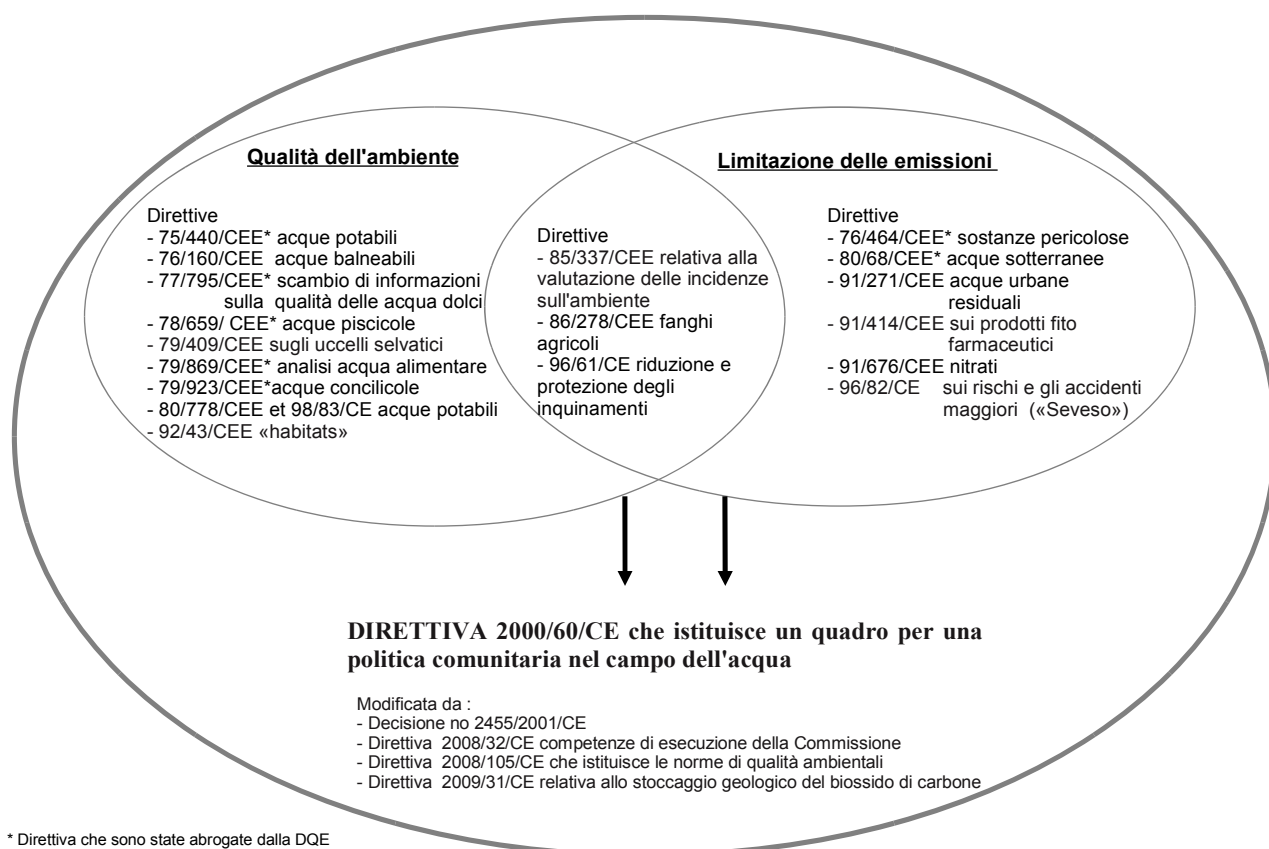 Qualità dell'ambiente
Direttive
- 75/440/CEE* acque potabili
- 76/160/CEE acque balneabili
- 77/795/CEE* scambio di informazioni
sulla qualità delle acqua dolci
- 78/659/ CEE* acque piscicole
- 79/409/CEE sugli uccelli selvatici
- 79/869/CEE* analisi acqua alimentare
- 79/923/CEE*acque concilicole
- 80/778/CEE et 98/83/CE acque potabili
- 92/43/CEE «habitats»
Direttive
- 85/337/CEE relativa alla
valutazione delle incidenze
sull'ambiente
- 86/278/CEE fanghi
agricoli
- 96/61/CE riduzione e
protezione degli
inquinamenti
Limitazione delle emissioni
Direttive
- 76/464/CEE* sostanze pericolose
- 80/68/CEE* acque sotterranee
- 91/271/CEE acque urbane
residuali
- 91/414/CEE sui prodotti fito
farmaceutici
- 91/676/CEE nitrati
- 96/82/CE sui rischi e gli accidenti
maggiori («Seveso»)
DIRETTIVA 2000/60/CE che istituisce un quadro per una
politica comunitaria nel campo dell'acqua
Modificata da :
- Decisione no 2455/2001/CE
- Direttiva 2008/32/CE competenze di esecuzione della Commissione
- Direttiva 2008/105/CE che istituisce le norme di qualità ambientali
- Direttiva 2009/31/CE relativa allo stoccaggio geologico del biossido di carbone
* Direttiva che sono state abrogate dalla DQE